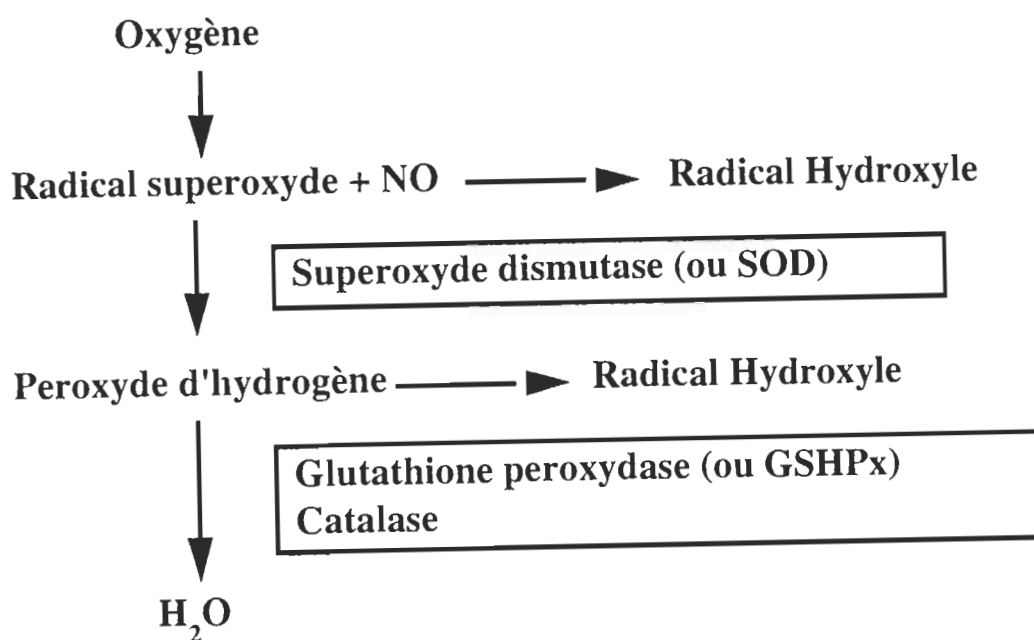 Oxygène
Radical superoxyde + NO Radical Hydroxyle
Superoxyde dismutase (ou SOD)
Peroxyde d'hydrogène Radical Hydroxyle
Glutathione peroxydase (ou GSHPx)
Catalase
H₂O